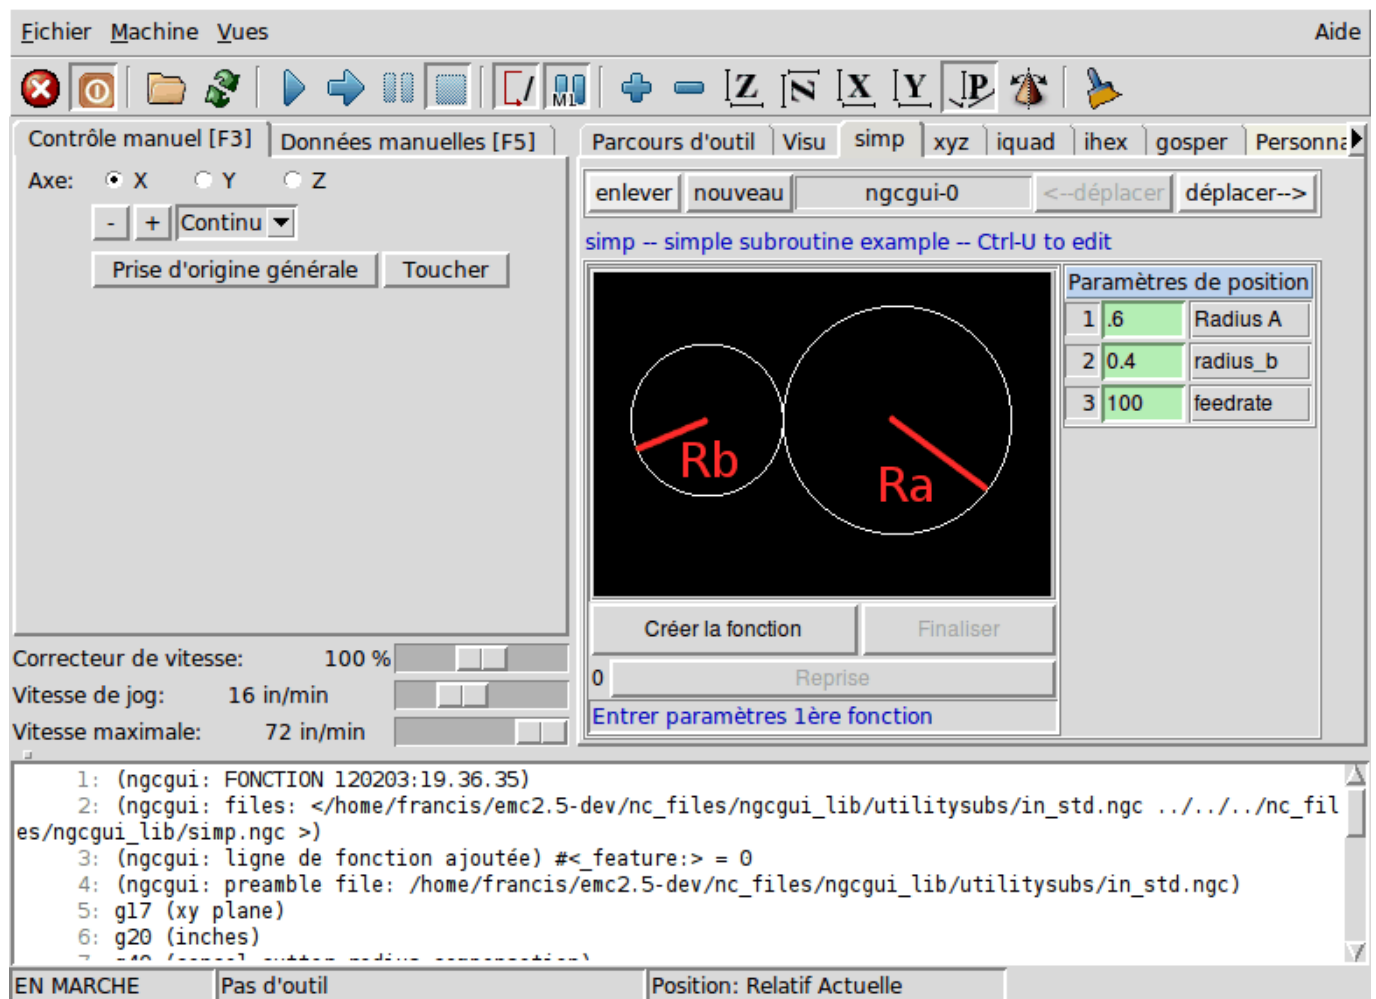 Fichier Machine Vues Aide
M1 Z N X Y P
Contrôle manuel [F3] Données manuelles [F5]
Axe: X Y Z
- + Continu
Prise d'origine générale Toucher
Correcteur de vitesse: 100 %
Vitesse de jog: 16 in/min
Vitesse maximale: 72 in/min
Parcours d'outil Visu simp xyz iquad ihex gosper Personna
enlever nouveau ngcgui-0 <--déplacer déplacer-->
simp -- simple subroutine example -- Ctrl-U to edit
Rb Ra
Paramètres de position
1 .6 Radius A
2 0.4 radius_b
3 100 feedrate
Créer la fonction Finaliser
0 Reprise
Entrer paramètres 1ère fonction
1: (ngcgui: FONCTION 120203:19.36.35)
2: (ngcgui: files: </home/francis/emc2.5-dev/nc_files/ngcgui_lib/utilitysubs/in_std.ngc ../../../nc_fil
es/ngcgui_lib/simp.ngc >)
3: (ngcgui: ligne de fonction ajoutée) #<_feature:> = 0
4: (ngcgui: preamble file: /home/francis/emc2.5-dev/nc_files/ngcgui_lib/utilitysubs/in_std.ngc)
5: g17 (xy plane)
6: g20 (inches)
7: g40 (cancel cutter radius compensation)
EN MARCHE Pas d'outil Position: Relatif Actuelle